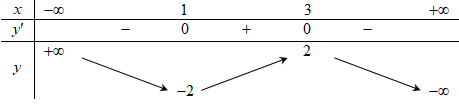 x −∞ 1 3 +∞
y′ − 0 + 0 −
+∞ 2
y
−2 −∞